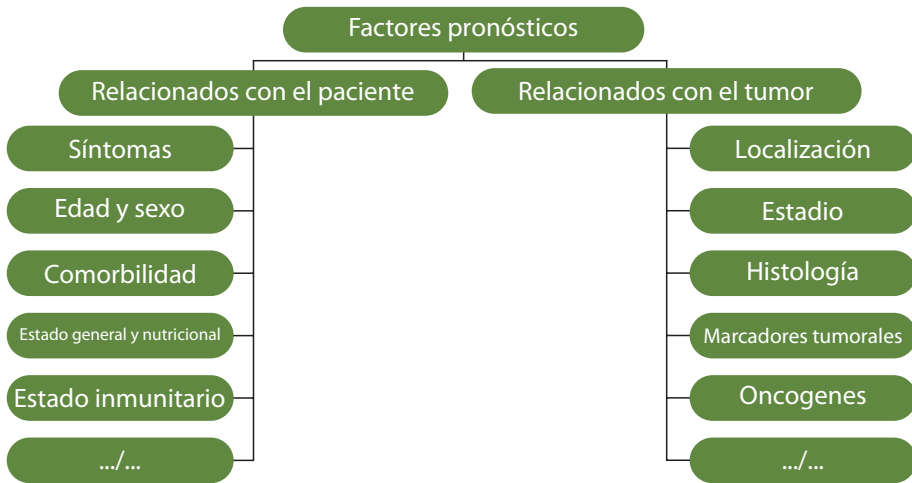 Factores pronósticos
Relacionados con el paciente
Síntomas
Edad y sexo
Comorbilidad
Estado general y nutricional
Estado inmunitario
.../...
Relacionados con el tumor
Localización
Estadio
Histología
Marcadores tumorales
Oncogenes
.../...